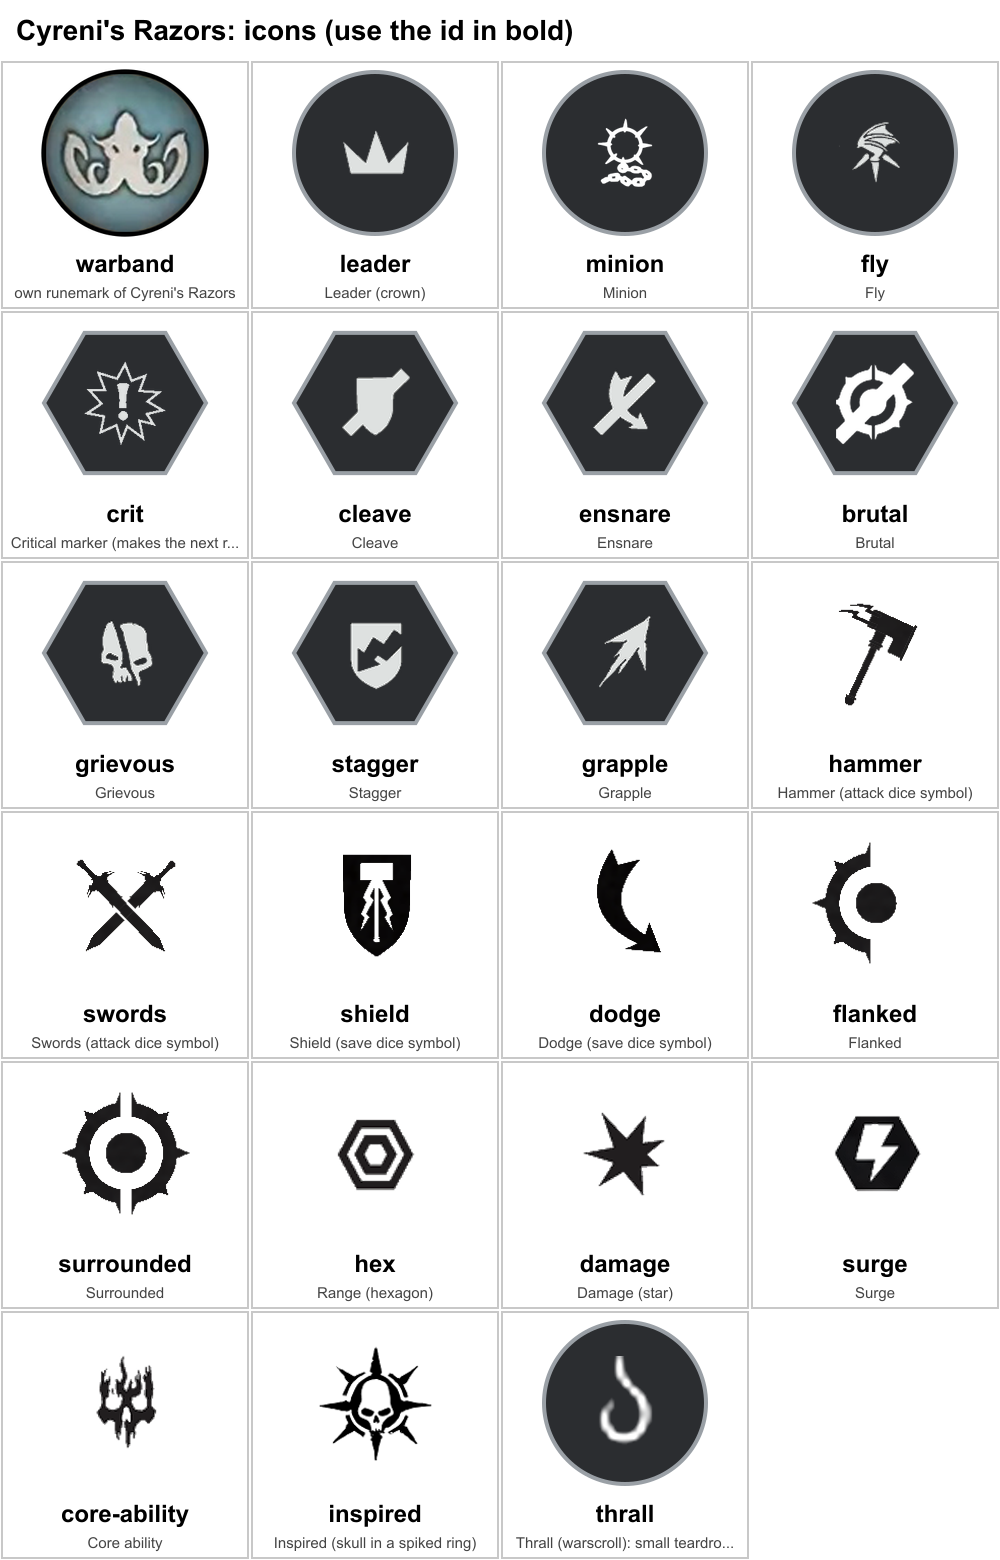 Cyreni's Razors: icons (use the id in bold)
warband
own runemark of Cyreni's Razors
leader
Leader (crown)
minion
Minion
fly
Fly
crit
Critical marker (makes the next r...
cleave
Cleave
ensnare
Ensnare
brutal
Brutal
grievous
Grievous
stagger
Stagger
grapple
Grapple
hammer
Hammer (attack dice symbol)
swords
Swords (attack dice symbol)
shield
Shield (save dice symbol)
dodge
Dodge (save dice symbol)
flanked
Flanked
surrounded
Surrounded
hex
Range (hexagon)
damage
Damage (star)
surge
Surge
core-ability
Core ability
inspired
Inspired (skull in a spiked ring)
thrall
Thrall (warscroll): small teardro...